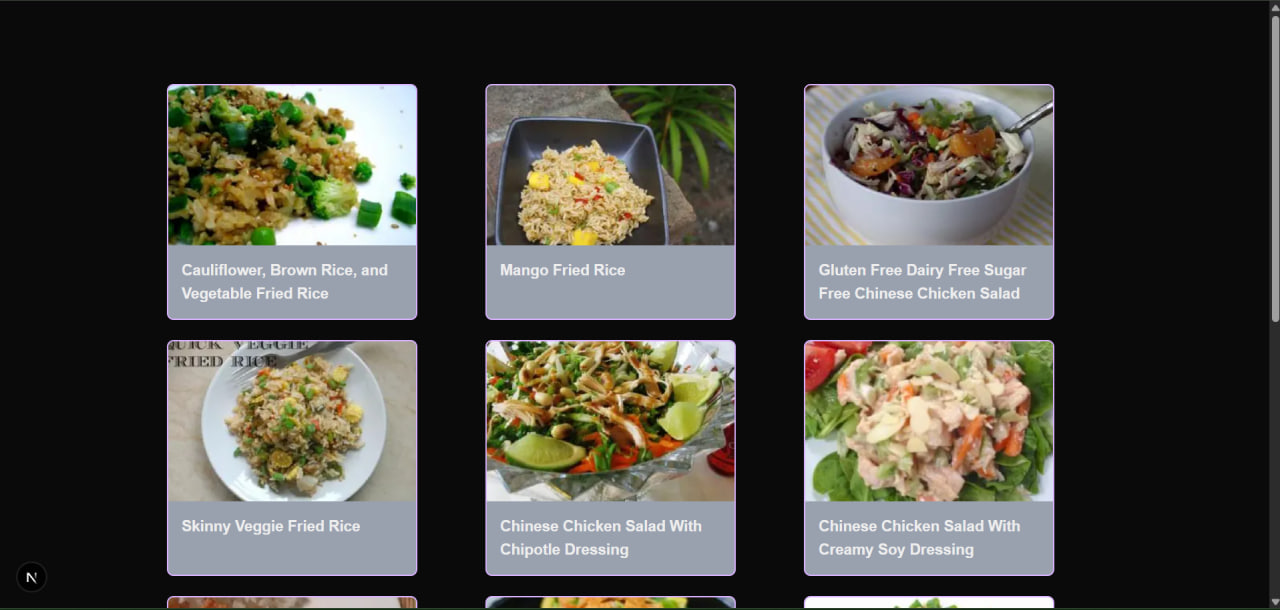 Cauliflower, Brown Rice, and
Vegetable Fried Rice
Mango Fried Rice
Gluten Free Dairy Free Sugar
Free Chinese Chicken Salad
QUICK VEGGIE
FRIED RICE
Skinny Veggie Fried Rice
Chinese Chicken Salad With
Chipotle Dressing
Chinese Chicken Salad With
Creamy Soy Dressing
N